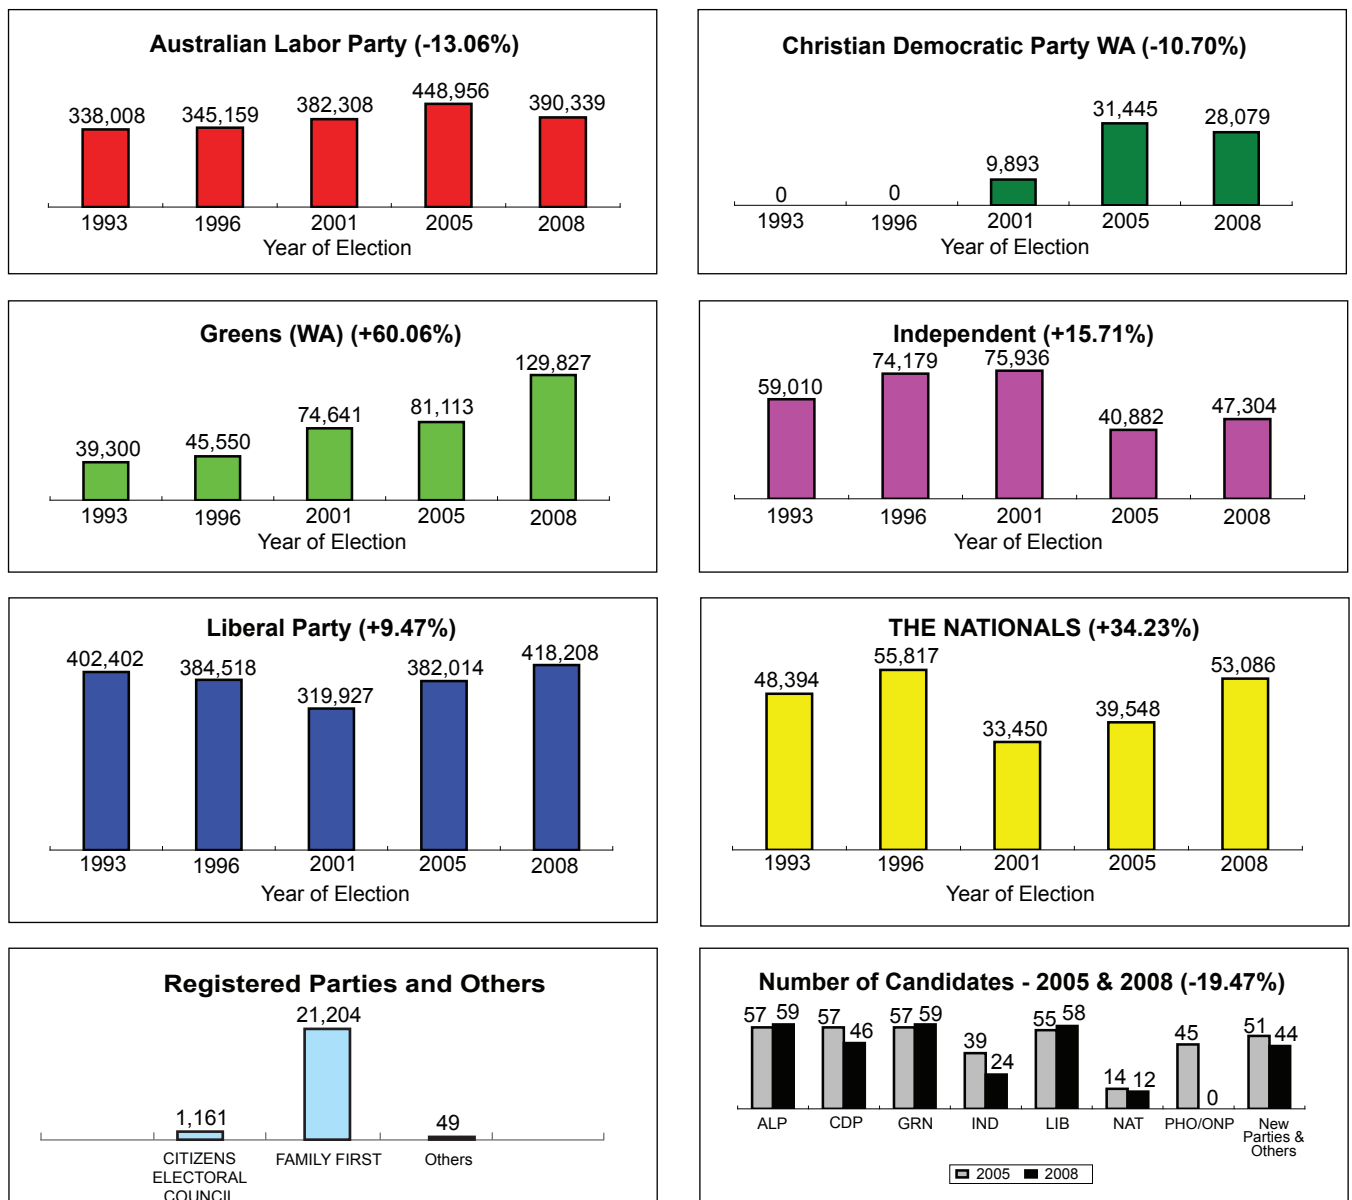 Australian Labor Party (-13.06%)
338,008
345,159
382,308
448,956
390,339
1993
1996
2001
2005
2008
Year of Election
Christian Democratic Party WA (-10.70%)
0
0
9,893
31,445
28,079
1993
1996
2001
2005
2008
Year of Election
Greens (WA) (+60.06%)
39,300
45,550
74,641
81,113
129,827
1993
1996
2001
2005
2008
Year of Election
Independent (+15.71%)
59,010
74,179
75,936
40,882
47,304
1993
1996
2001
2005
2008
Year of Election
Liberal Party (+9.47%)
402,402
384,518
319,927
382,014
418,208
1993
1996
2001
2005
2008
Year of Election
THE NATIONALS (+34.23%)
48,394
55,817
33,450
39,548
53,086
1993
1996
2001
2005
2008
Year of Election
Registered Parties and Others
1,161
21,204
49
CITIZENS
ELECTORAL
COUNCIL
FAMILY FIRST
Others
Number of Candidates - 2005 & 2008 (-19.47%)
57 59
57 46
57 59
39 24
55 58
14 12
45 0
51 44
ALP
CDP
GRN
IND
LIB
NAT
PHO/ONP
New
Parties &
Others
2005 2008